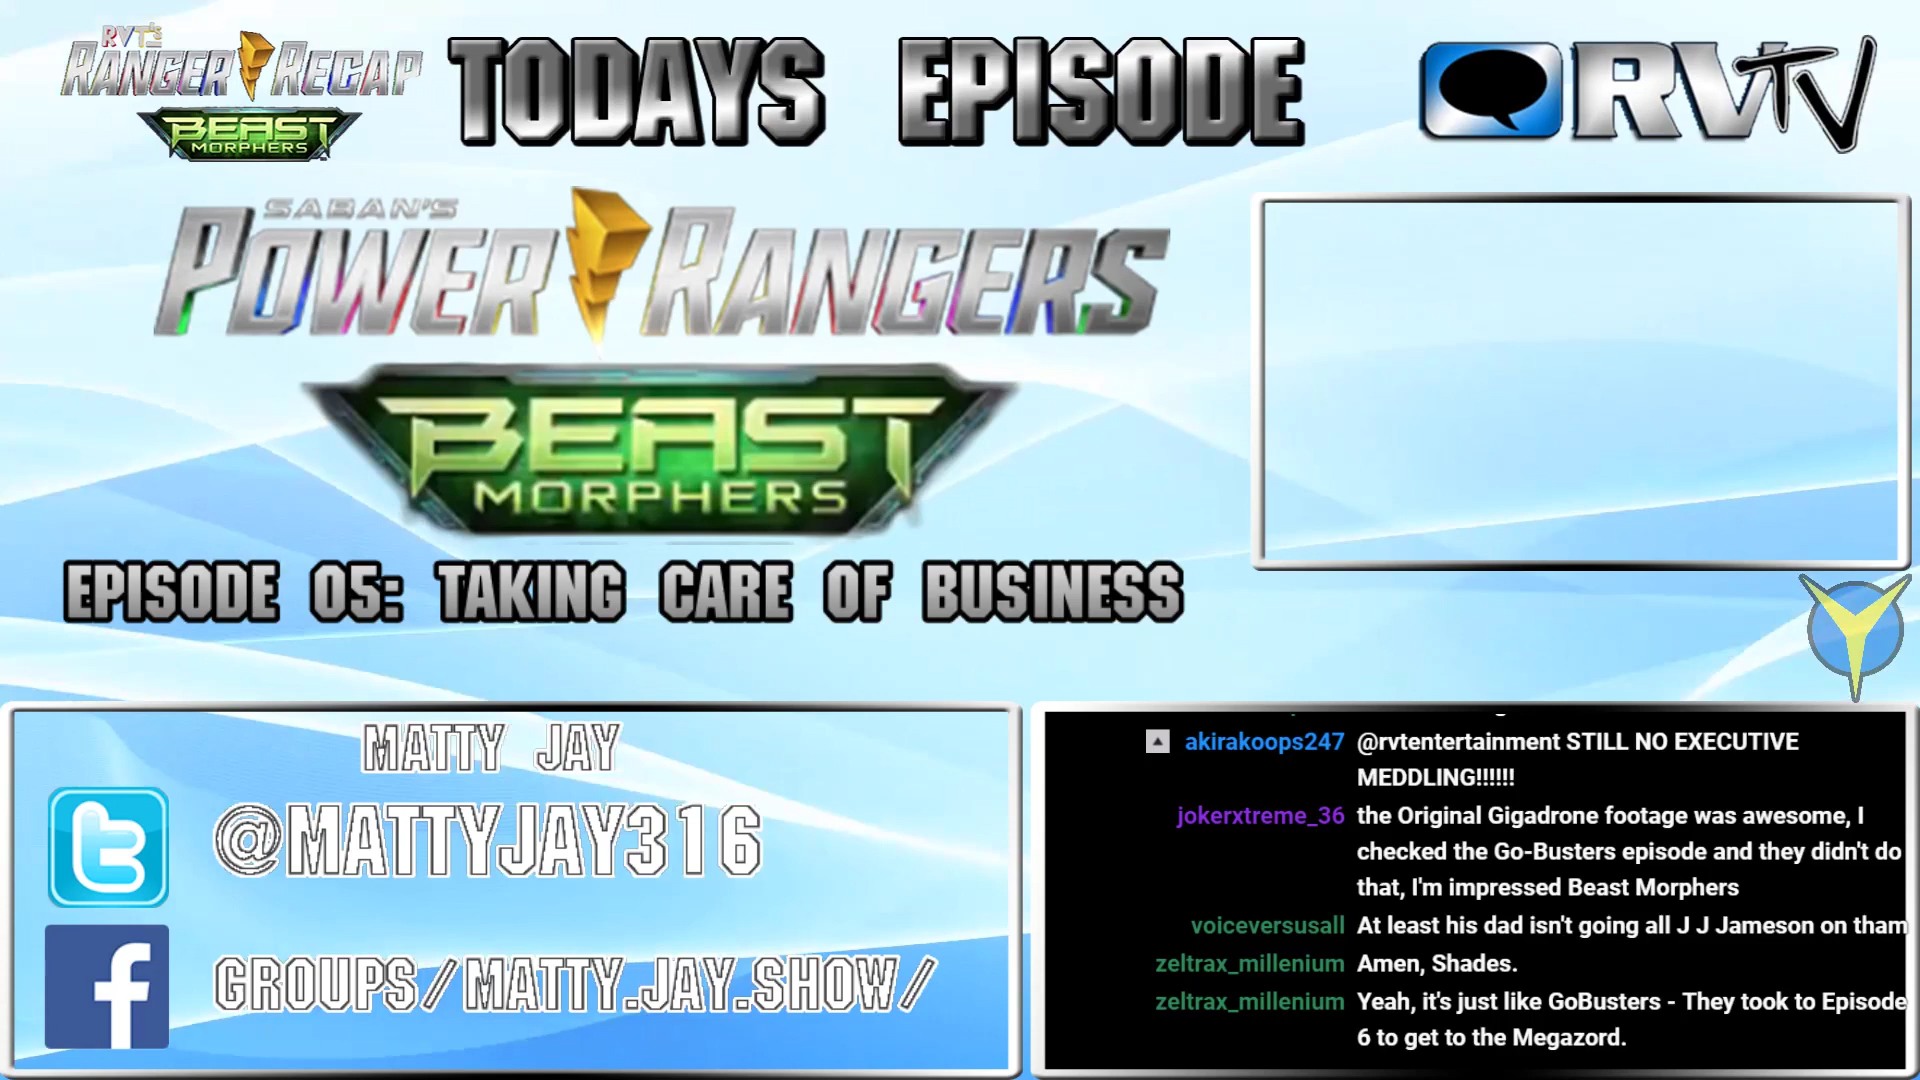 RVT's
RANGER RECAP
BEAST
MORPHERS
TODAYS EPISODE
RVTV
SABAN'S
POWER RANGERS
BEAST
MORPHERS
EPISODE 05: TAKING CARE OF BUSINESS
MATTY JAY
@MATTYJAY316
GROUPS/MATTY.JAY.SHOW/
akirakoops247 @rvtentertainment STILL NO EXECUTIVE
MEDDLING!!!!!!
jokerxtreme_36 the Original Gigadrone footage was awesome, I
checked the Go-Busters episode and they didn't do
that, I'm impressed Beast Morphers
voiceversusall At least his dad isn't going all J J Jameson on tham
zeltrax_millenium Amen, Shades.
zeltrax_millenium Yeah, it's just like GoBusters - They took to Episode
6 to get to the Megazord.